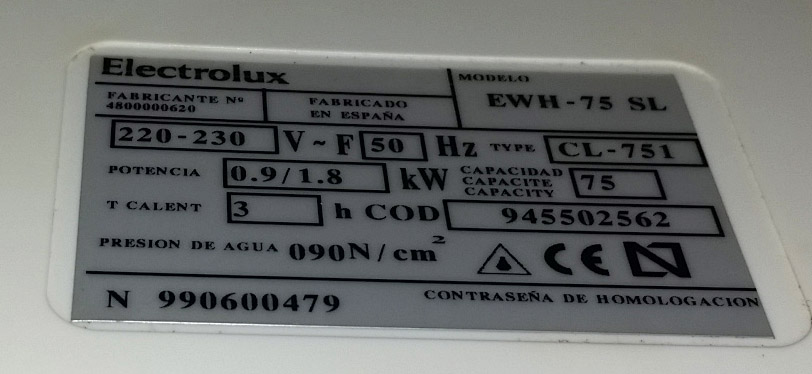 Electrolux
MODELO
EWH-75 SL
FABRICANTE Nº
4800000620
FABRICADO
EN ESPAÑA
220-230 V~F 50 Hz TYPE CL-751
POTENCIA 0.9/1.8 kW CAPACIDAD
CAPACITE
CAPACITY
75
T CALENT 3 h COD 945502562
PRESION DE AGUA 090N/cm²
CE N
N 990600479
CONTRASEÑA DE HOMOLOGACION